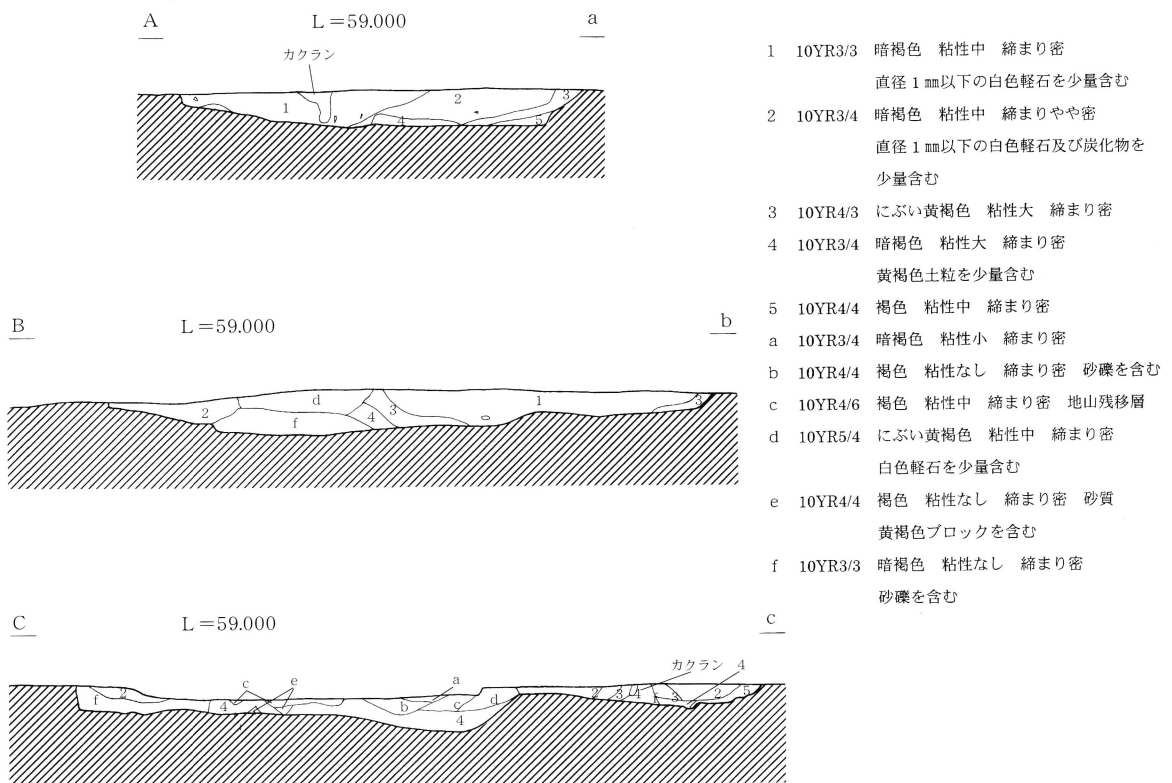 A L=59.000 a
カクラン
1 2 3 4 5
B L=59.000 b
2 d f 4 3 1 3
C L=59.000 c
カクラン 4
c e a
f 2 4 b c d 4 2 3 4 3 2 5
1 10YR3/3 暗褐色 粘性中 締まり密
直径1㎜以下の白色軽石を少量含む
2 10YR3/4 暗褐色 粘性中 締まりやや密
直径1㎜以下の白色軽石及び炭化物を
少量含む
3 10YR4/3 にぶい黄褐色 粘性大 締まり密
4 10YR3/4 暗褐色 粘性大 締まり密
黄褐色土粒を少量含む
5 10YR4/4 褐色 粘性中 締まり密
a 10YR3/4 暗褐色 粘性小 締まり密
b 10YR4/4 褐色 粘性なし 締まり密 砂礫を含む
c 10YR4/6 褐色 粘性中 締まり密 地山残移層
d 10YR5/4 にぶい黄褐色 粘性中 締まり密
白色軽石を少量含む
e 10YR4/4 褐色 粘性なし 締まり密 砂質
黄褐色ブロックを含む
f 10YR3/3 暗褐色 粘性なし 締まり密
砂礫を含む